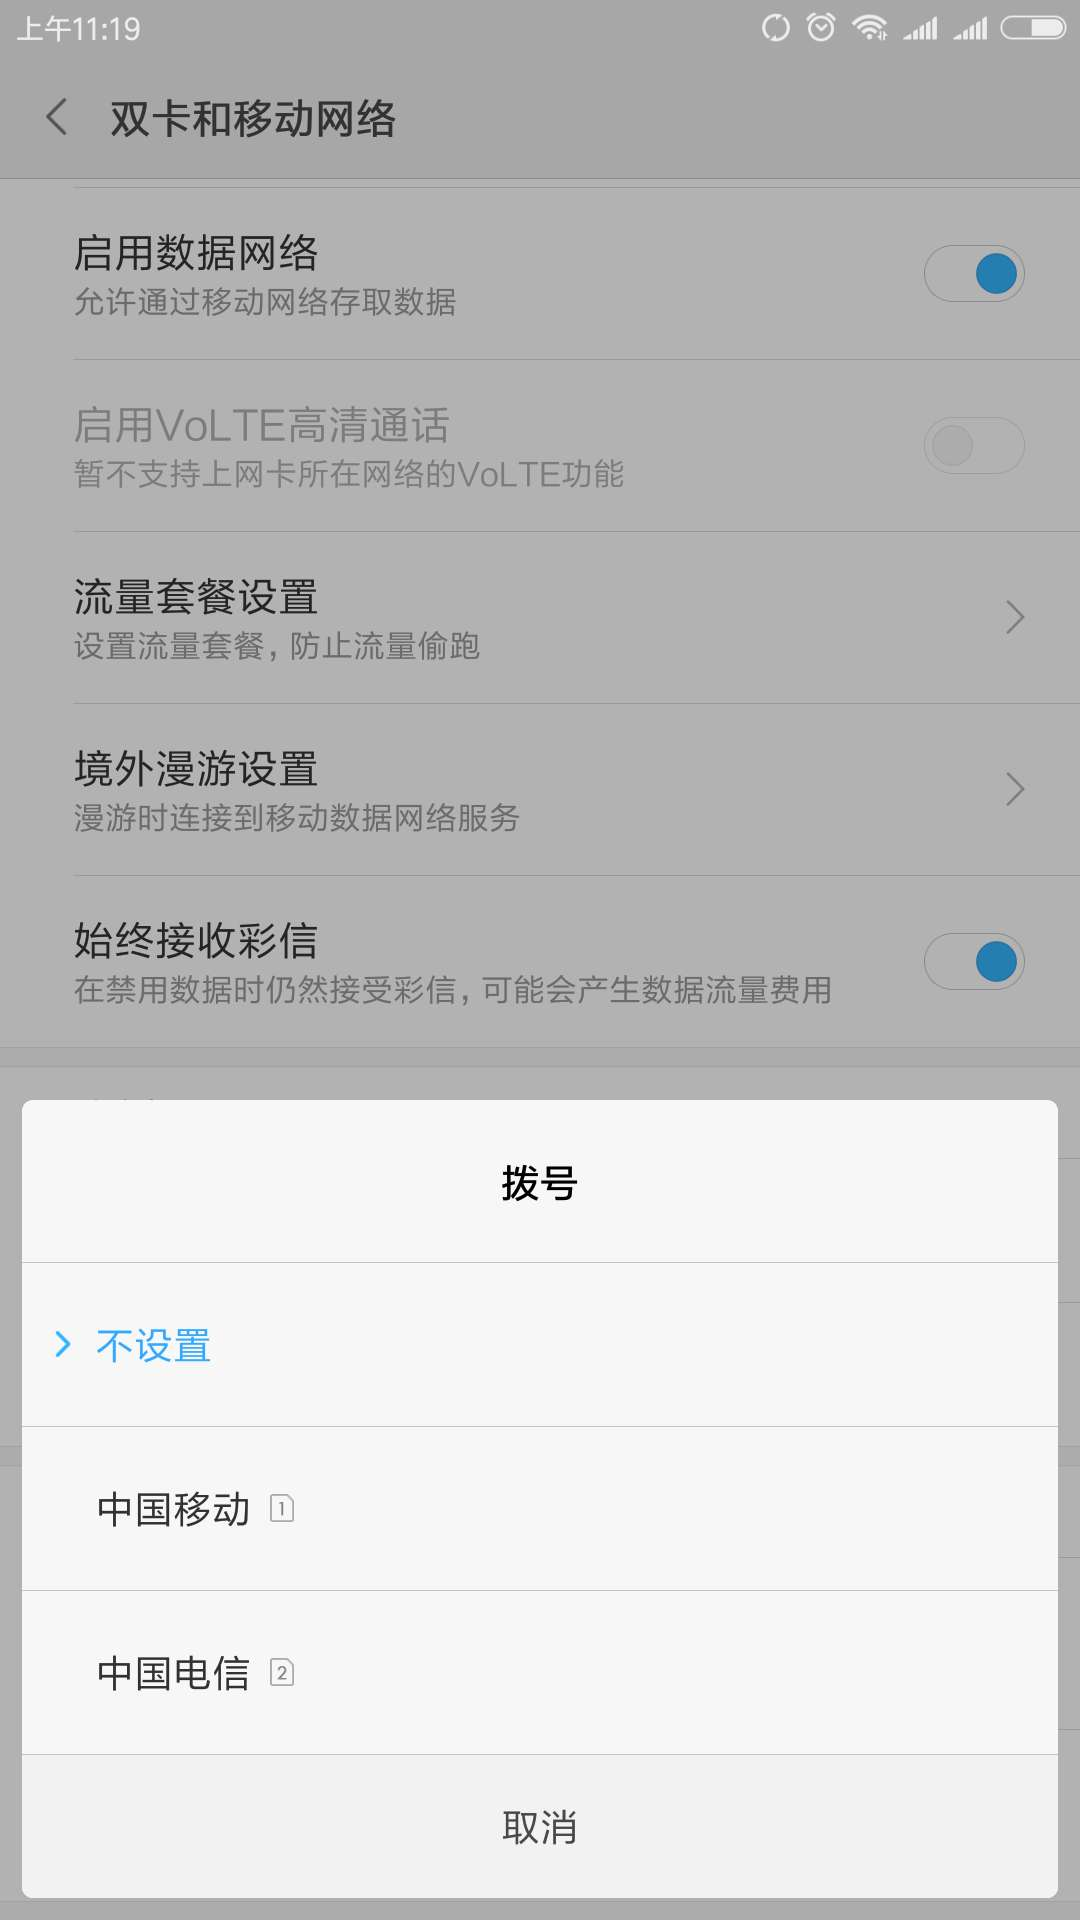 上午11:19
双卡和移动网络
启用数据网络
允许通过移动网络存取数据
启用VoLTE高清通话
暂不支持上网卡所在网络的VoLTE功能
流量套餐设置
设置流量套餐，防止流量偷跑
境外漫游设置
漫游时连接到移动数据网络服务
始终接收彩信
在禁用数据时仍然接受彩信，可能会产生数据流量费用
拨号
不设置
中国移动 1
中国电信 2
取消